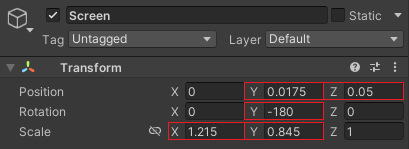 Screen Static
Tag Untagged Layer Default
Transform
Position X 0 Y 0.0175 Z 0.05
Rotation X 0 Y -180 Z 0
Scale X 1.215 Y 0.845 Z 1